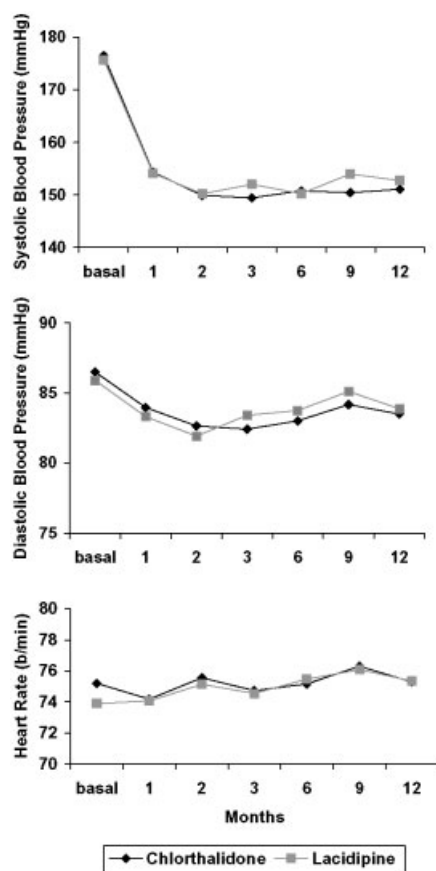 Systolic Blood Pressure (mmHg)
180
170
160
150
140
basal 1 2 3 6 9 12
Diastolic Blood Pressure (mmHg)
90
85
80
75
basal 1 2 3 6 9 12
Heart Rate (b/min)
80
78
76
74
72
70
basal 1 2 3 6 9 12
Months
Chlorthalidone Lacidipine